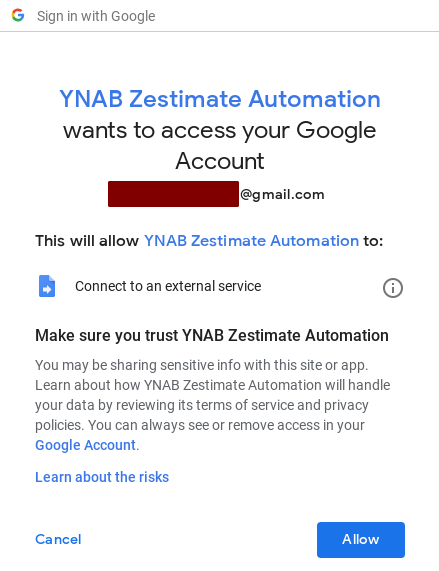 Sign in with Google
YNAB Zestimate Automation
wants to access your Google
Account
@gmail.com
This will allow YNAB Zestimate Automation to:
Connect to an external service
Make sure you trust YNAB Zestimate Automation
You may be sharing sensitive info with this site or app.
Learn about how YNAB Zestimate Automation will handle
your data by reviewing its terms of service and privacy
policies. You can always see or remove access in your
Google Account.
Learn about the risks
Cancel
Allow